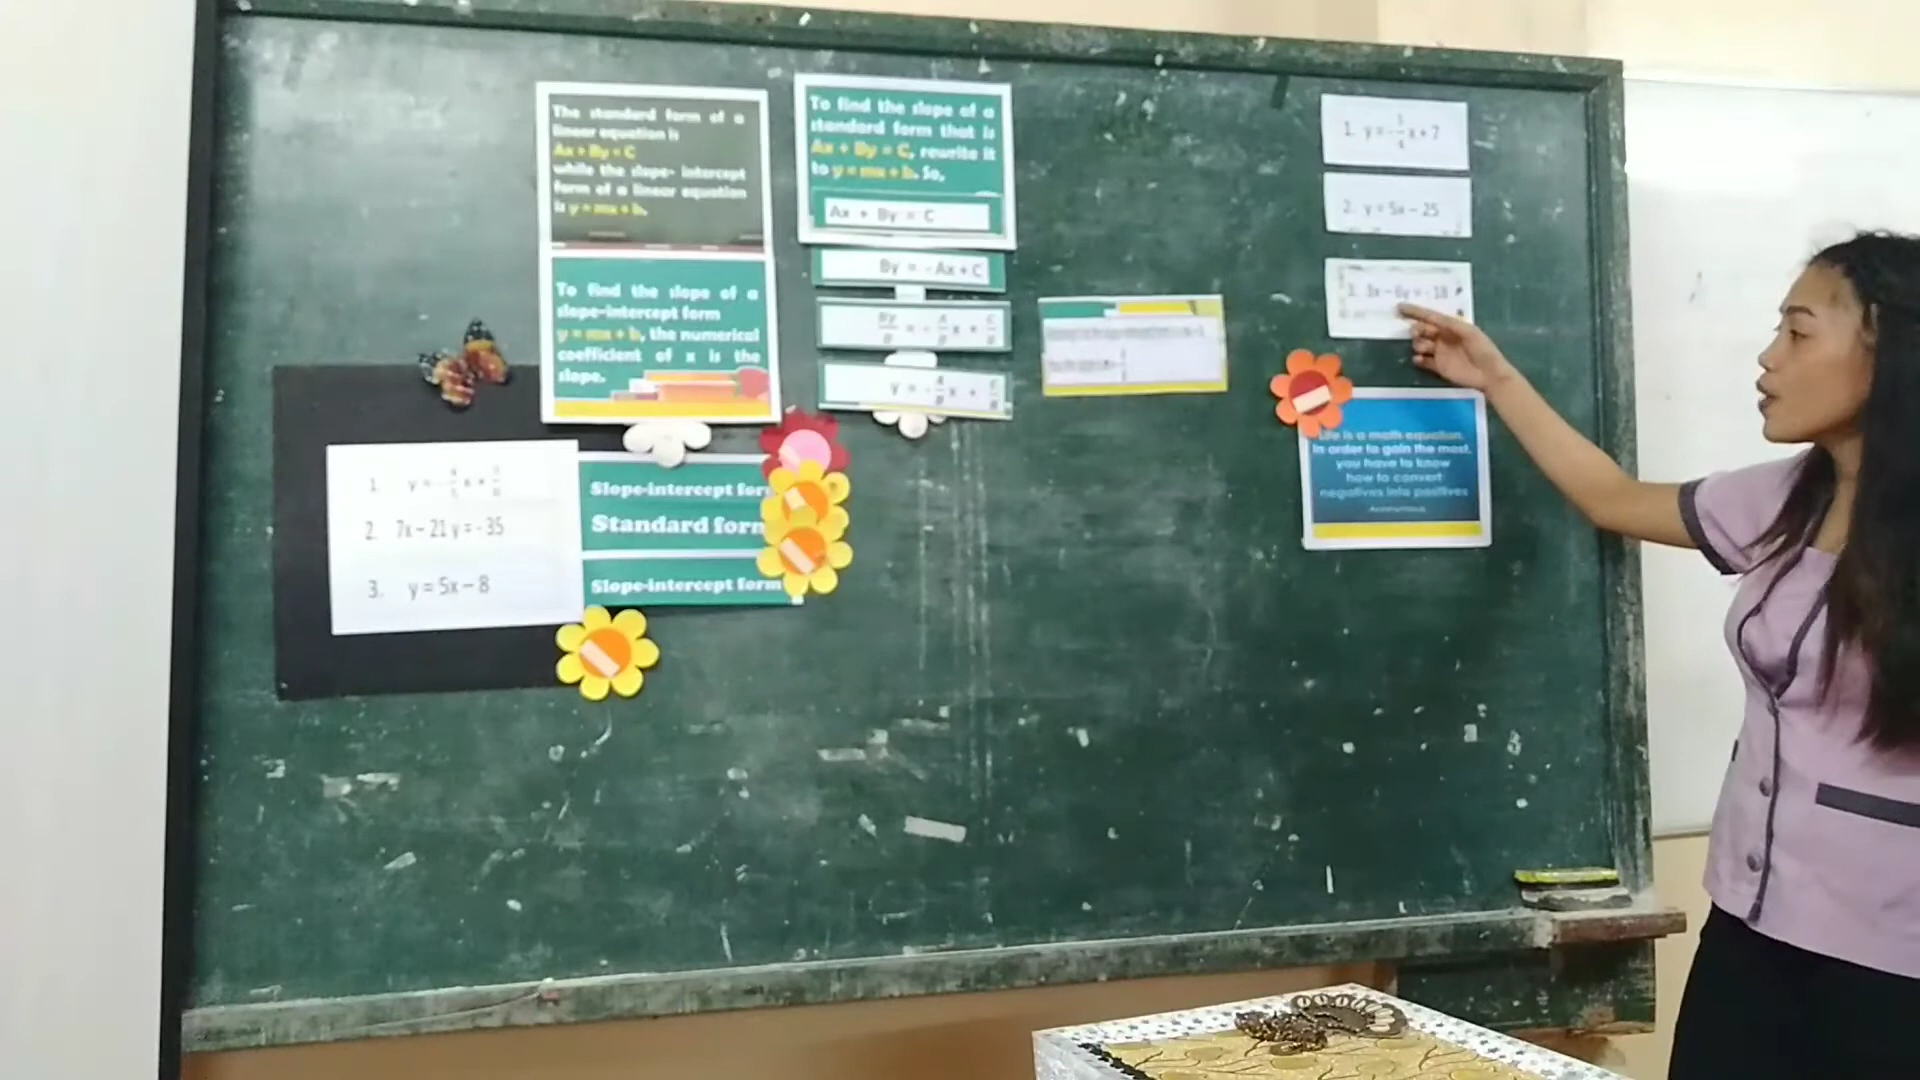 The standard form of a
linear equation is
Ax + By = C
while the slope- intercept
form of a linear equation
is y = mx + b.
To find the slope of a
slope-intercept form
y = mx + b, the numerical
coefficient of x is the
slope.
To find the slope of a
standard form that is
Ax + By = C, rewrite it
to y = mx + b. So,
Ax + By = C
By = - Ax + C
By/B = - A/B x + C/B
y = - A/B x + C/B
1.
2. 7x – 21 y = - 35
3. y = 5x – 8
Slope-intercept for
Standard form
Slope-intercept form
1. y = - x + 7
2. y = 5x – 25
3. 3x – 6y = - 18
Life is a math equation.
In order to gain the most,
you have to know
how to convert
negatives into positives
Anonymous